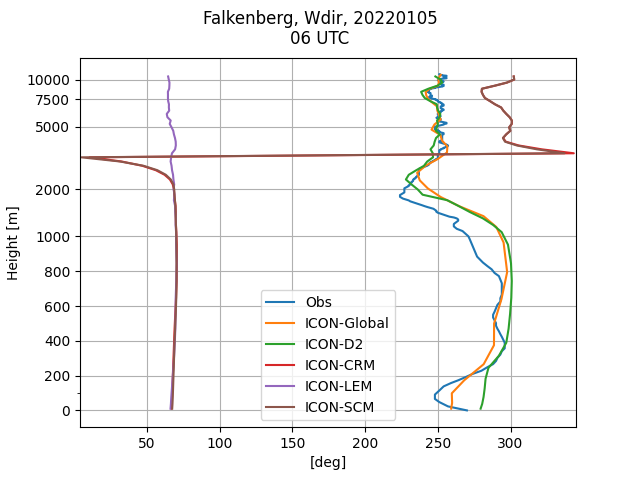 Falkenberg, Wdir, 20220105
06 UTC
10000
7500
5000
2000
1000
800
600
400
200
0
Height [m]
Obs
ICON-Global
ICON-D2
ICON-CRM
ICON-LEM
ICON-SCM
50 100 150 200 250 300
[deg]